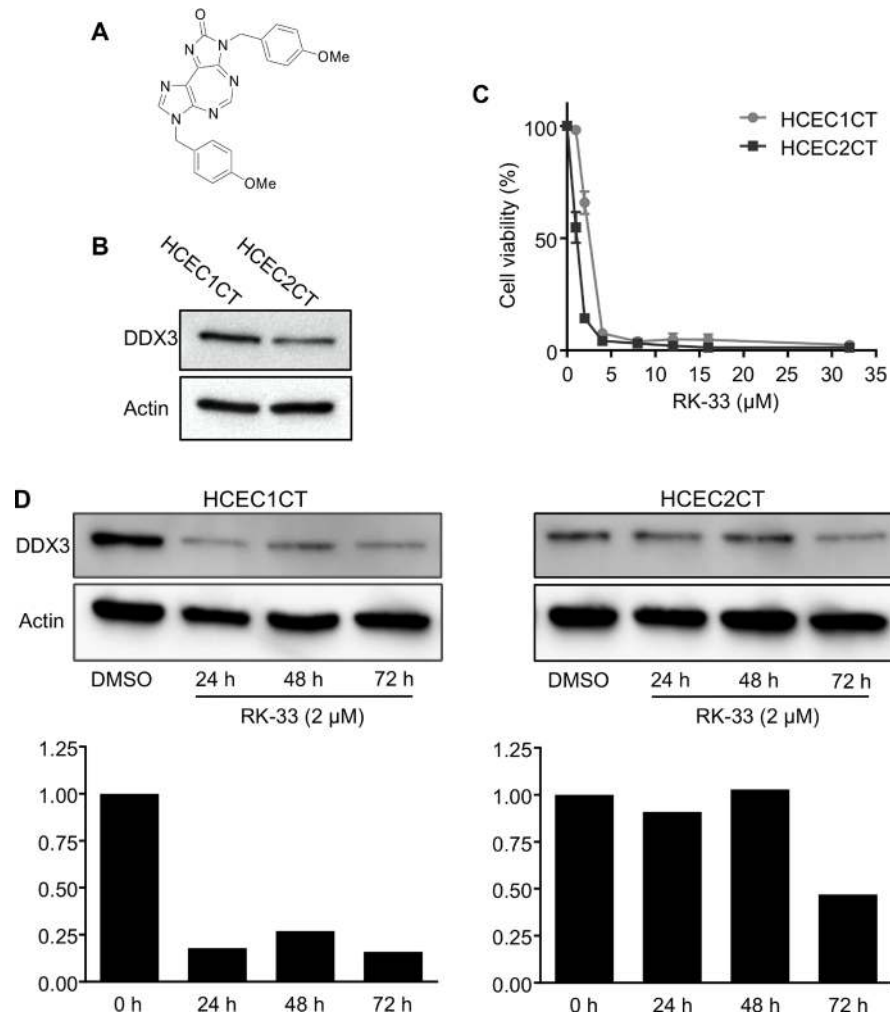 A
O
N
N
OMe
N
N
N
N
N
OMe
B
HCEC1CT
HCEC2CT
DDX3
Actin
C
HCEC1CT
HCEC2CT
100
50
0
Cell viability (%)
0 5 10 15 20 25 30 35
RK-33 (µM)
D
HCEC1CT
DDX3
Actin
DMSO 24 h 48 h 72 h
RK-33 (2 µM)
HCEC2CT
DMSO 24 h 48 h 72 h
RK-33 (2 µM)
1.25
1.00
0.75
0.50
0.25
0.00
0 h 24 h 48 h 72 h
1.25
1.00
0.75
0.50
0.25
0.00
0 h 24 h 48 h 72 h